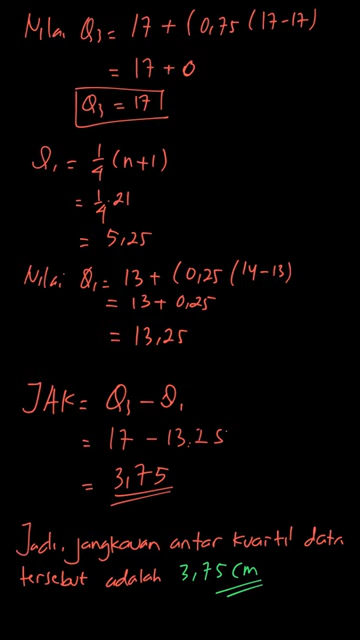 Nilai Q₃ = 17 + (0,75 (17-17)
= 17 + 0
Q₃ = 17
Q₁ = 1/4 (n+1)
= 1/4 . 21
= 5,25
Nilai Q₁ = 13 + (0,25 (14-13)
= 13 + 0,25
= 13,25
JAK = Q₃ - Q₁
= 17 - 13.25
= 3,75
Jadi, jangkauan antar kuartil data
tersebut adalah 3,75 cm